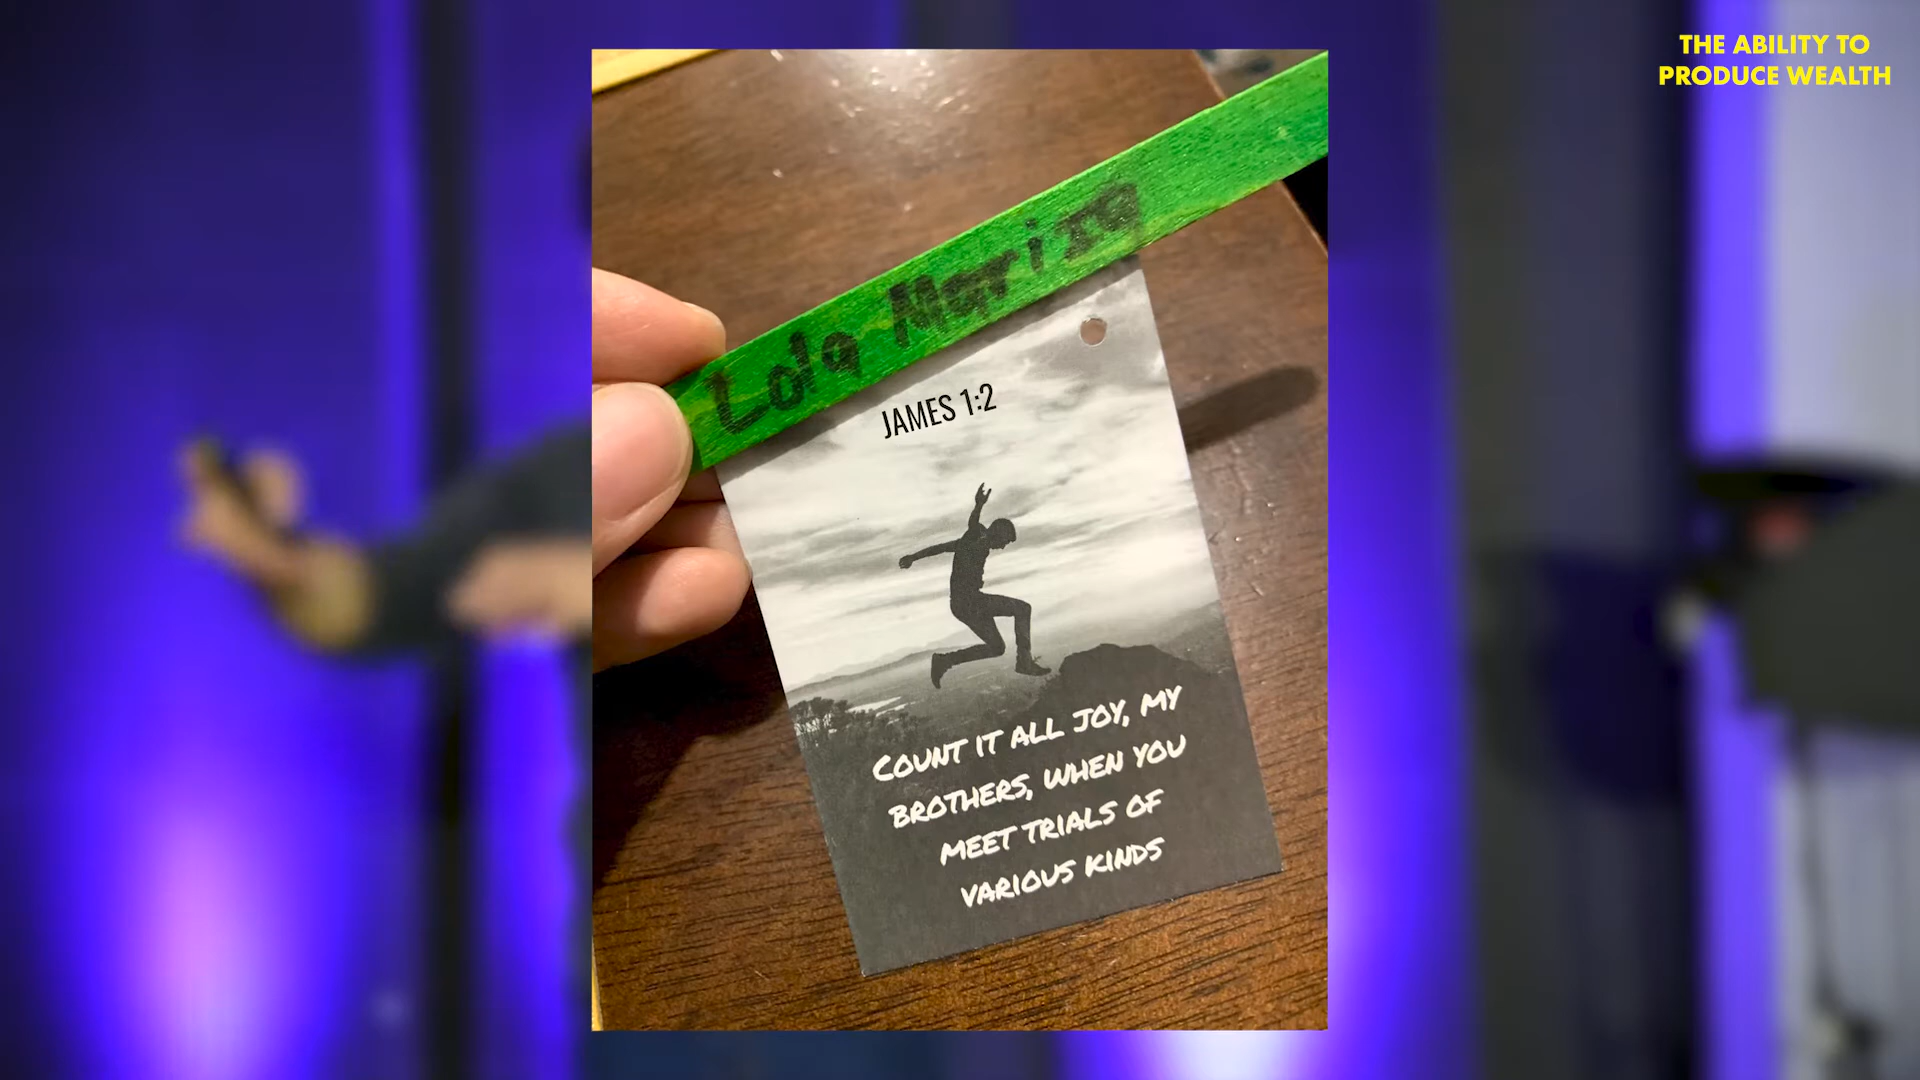 THE ABILITY TO
PRODUCE WEALTH
Lola Mariza
JAMES 1:2
COUNT IT ALL JOY, MY
BROTHERS, WHEN YOU
MEET TRIALS OF
VARIOUS KINDS